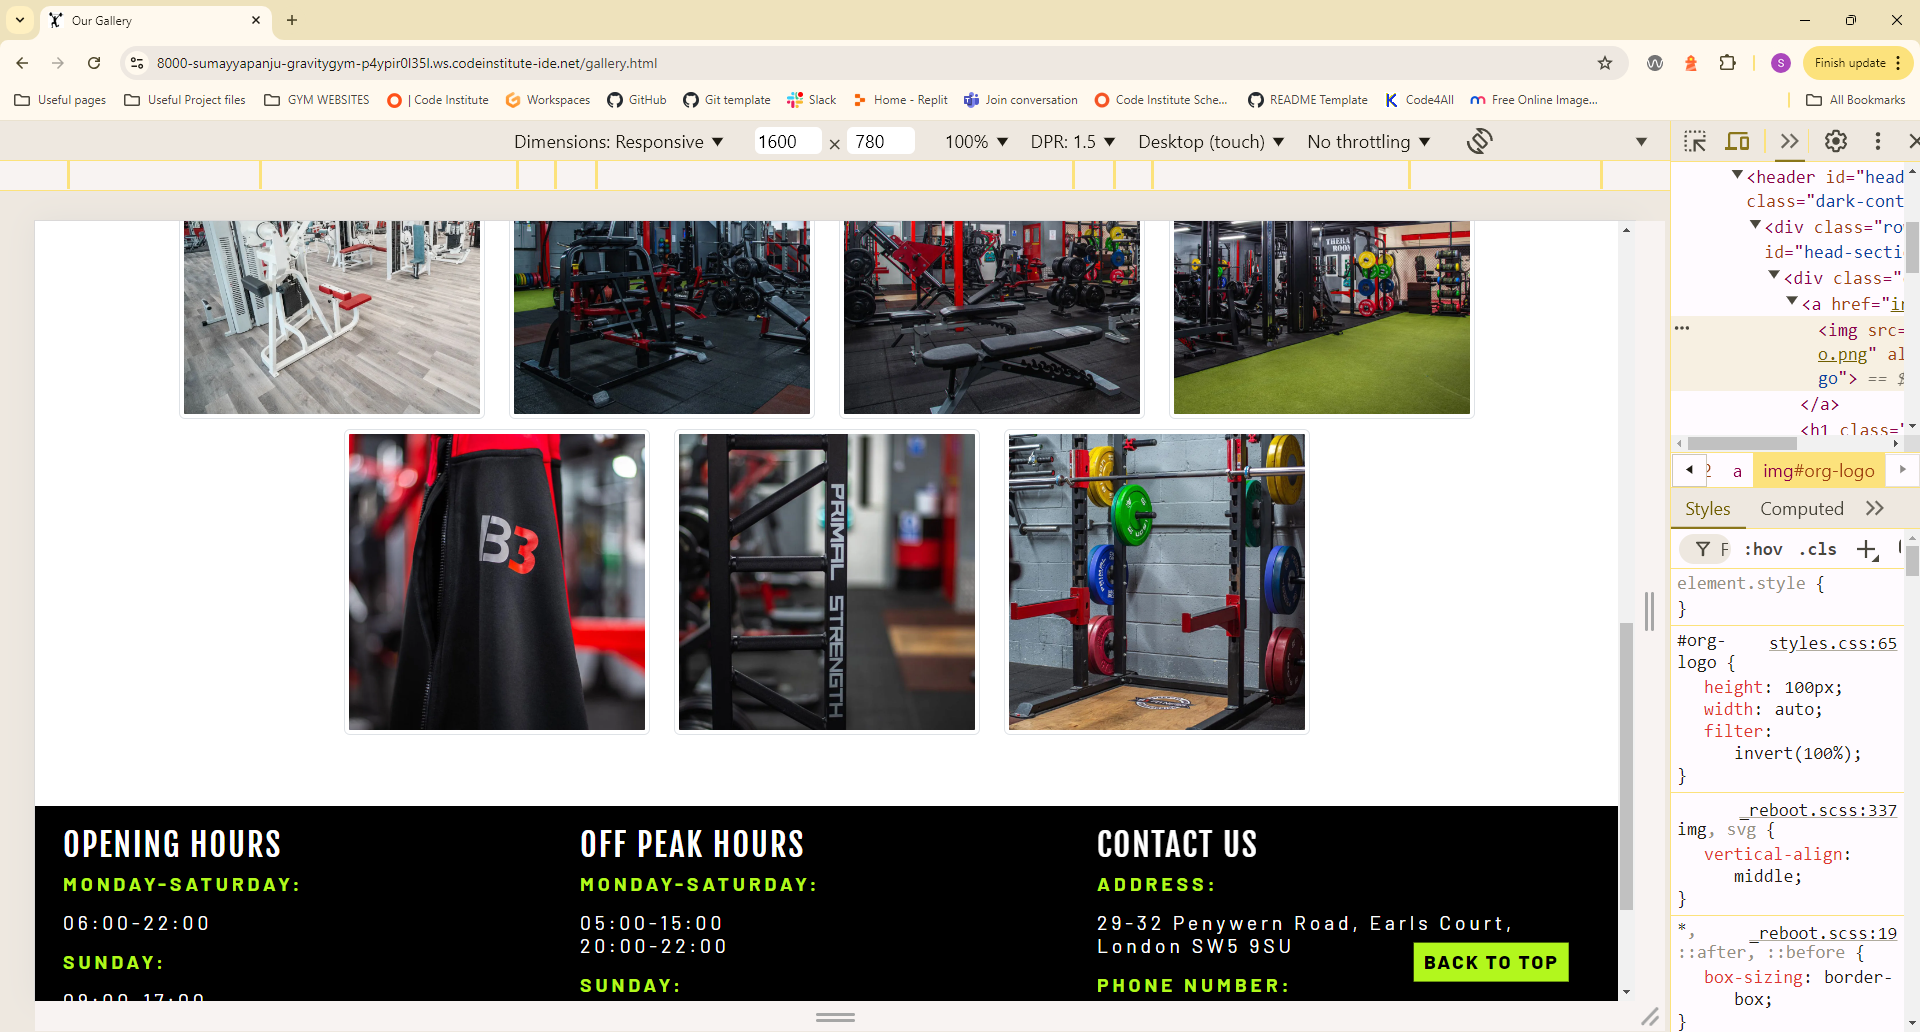 Our Gallery
8000-sumayyapanju-gravitygym-p4ypir0l35l.ws.codeinstitute-ide.net/gallery.html
S
Finish update
Useful pages
Useful Project files
GYM WEBSITES
| Code Institute
Workspaces
GitHub
Git template
Slack
Home - Replit
Join conversation
Code Institute Sche...
README Template
Code4All
Free Online Image...
All Bookmarks
Dimensions: Responsive
1600 × 780
100%
DPR: 1.5
Desktop (touch)
No throttling
THERA
ROOM
B3
PRIMAL STRENGTH
OPENING HOURS
MONDAY-SATURDAY:
06:00-22:00
SUNDAY:
OFF PEAK HOURS
MONDAY-SATURDAY:
05:00-15:00
20:00-22:00
SUNDAY:
CONTACT US
ADDRESS:
29-32 Penywern Road, Earls Court,
London SW5 9SU
PHONE NUMBER:
BACK TO TOP
<header id="head
class="dark-cont
<div class="ro
id="head-secti
<div class="
<a href="in
<img src=
o.png" al
go"> == $
</a>
<h1 class="
a
img#org-logo
Styles
Computed
F
:hov
.cls
element.style {
}
#org-
logo {
styles.css:65
height: 100px;
width: auto;
filter:
invert(100%);
}
_reboot.scss:337
img, svg {
vertical-align:
middle;
}
*,
_reboot.scss:19
::after, ::before {
box-sizing: border-
box;
}